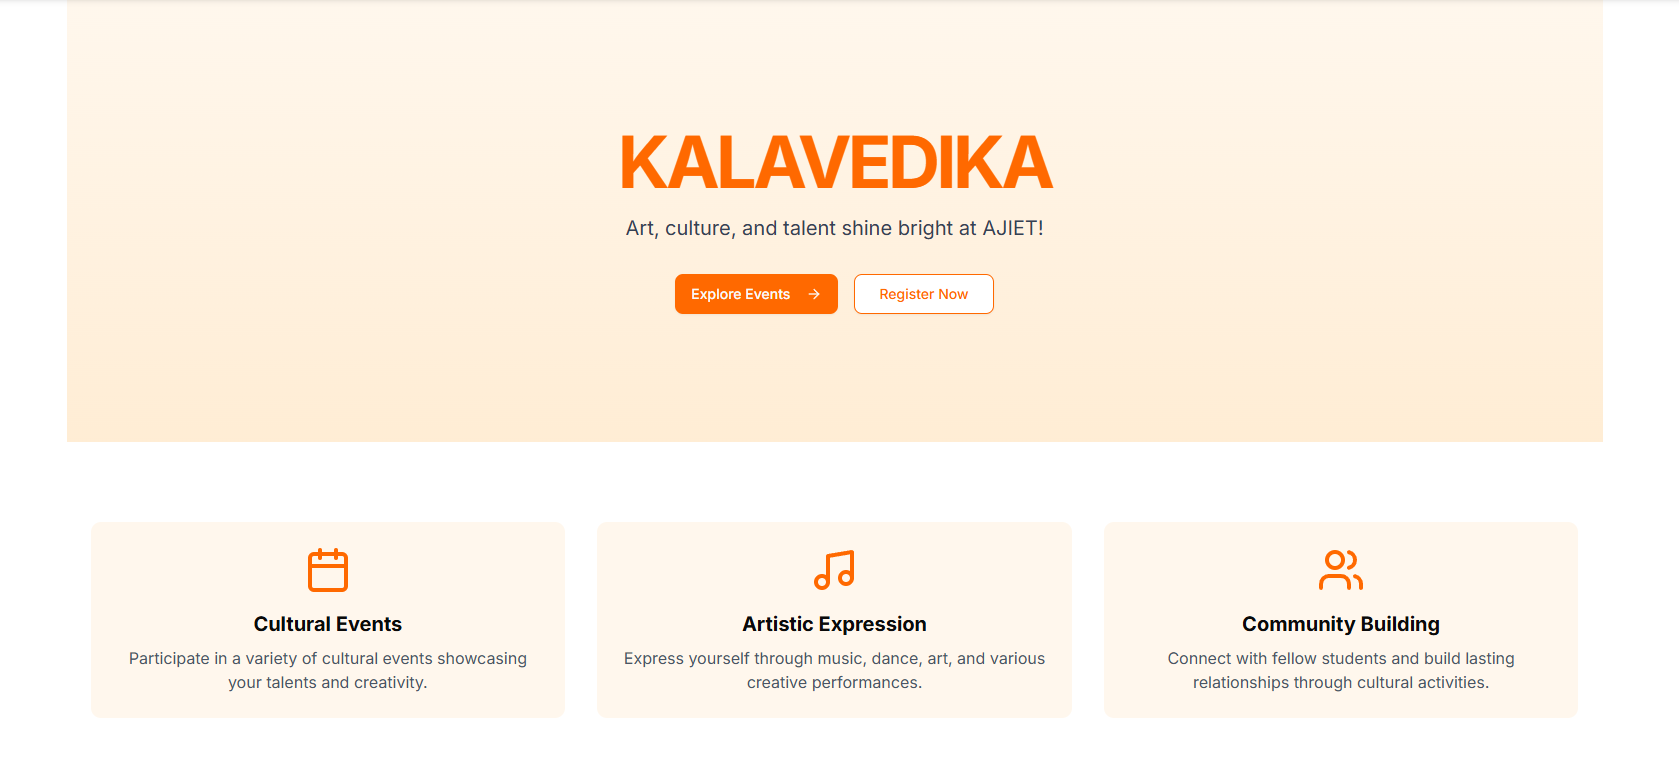 KALAVEDIKA
Art, culture, and talent shine bright at AJIET!
Explore Events
Register Now
Cultural Events
Participate in a variety of cultural events showcasing
your talents and creativity.
Artistic Expression
Express yourself through music, dance, art, and various
creative performances.
Community Building
Connect with fellow students and build lasting
relationships through cultural activities.